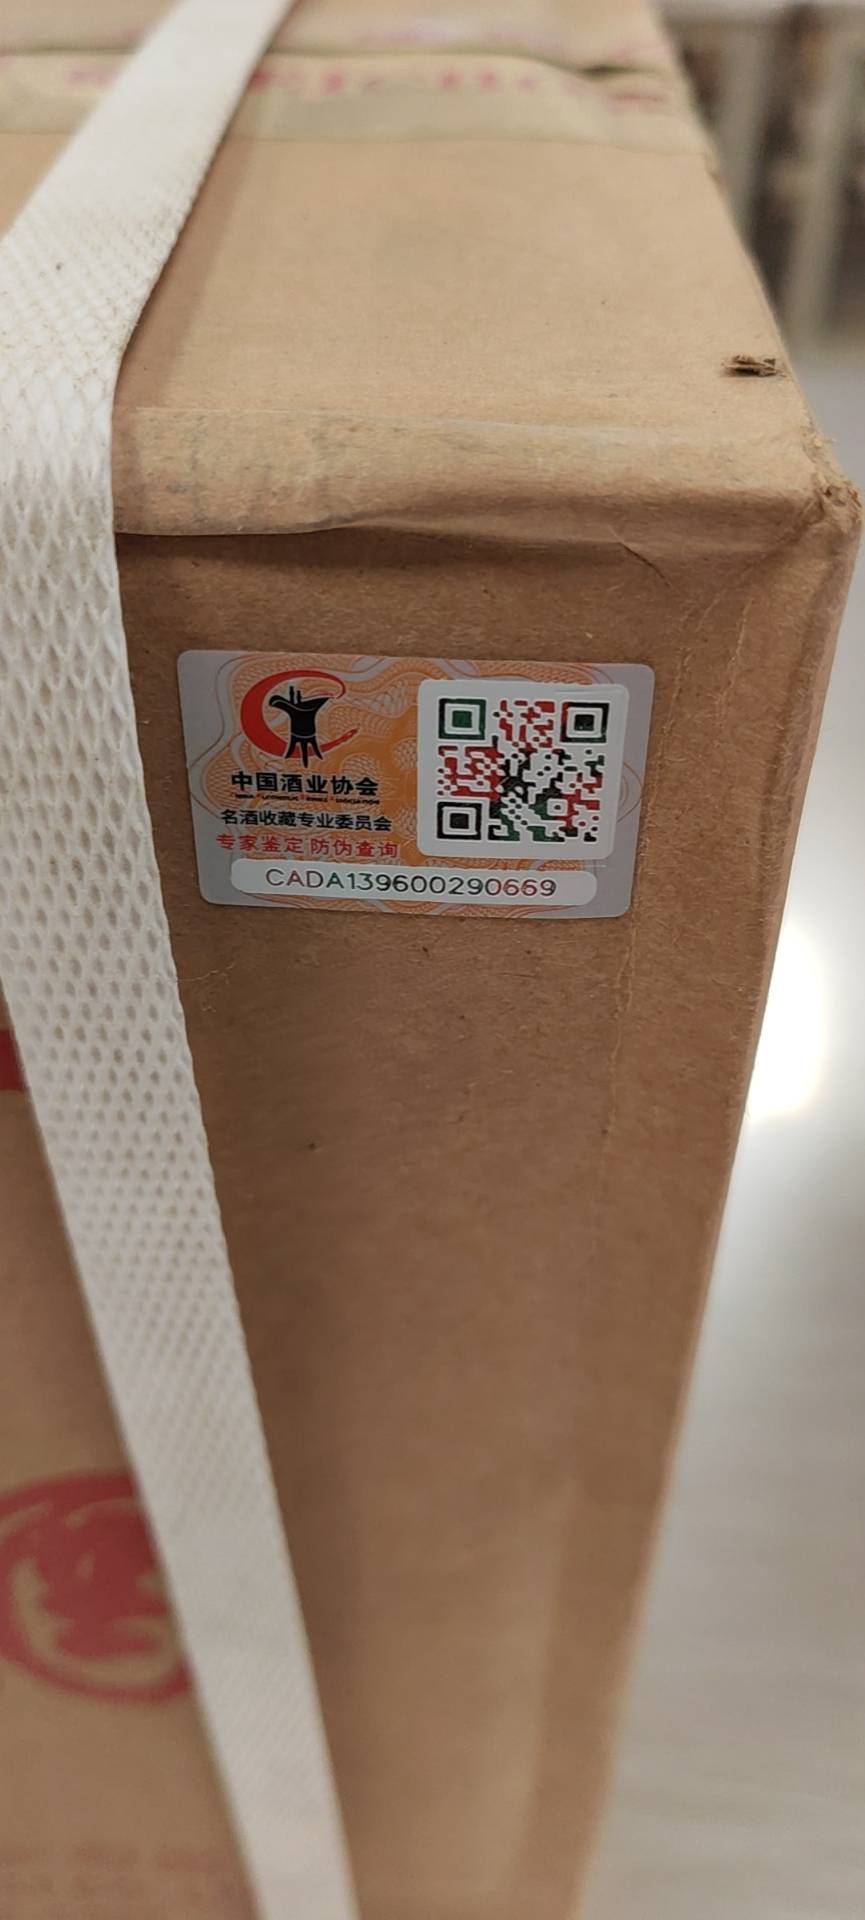 中国酒业协会
名酒收藏专业委员会
专家鉴定 防伪查询
CADA139600290669